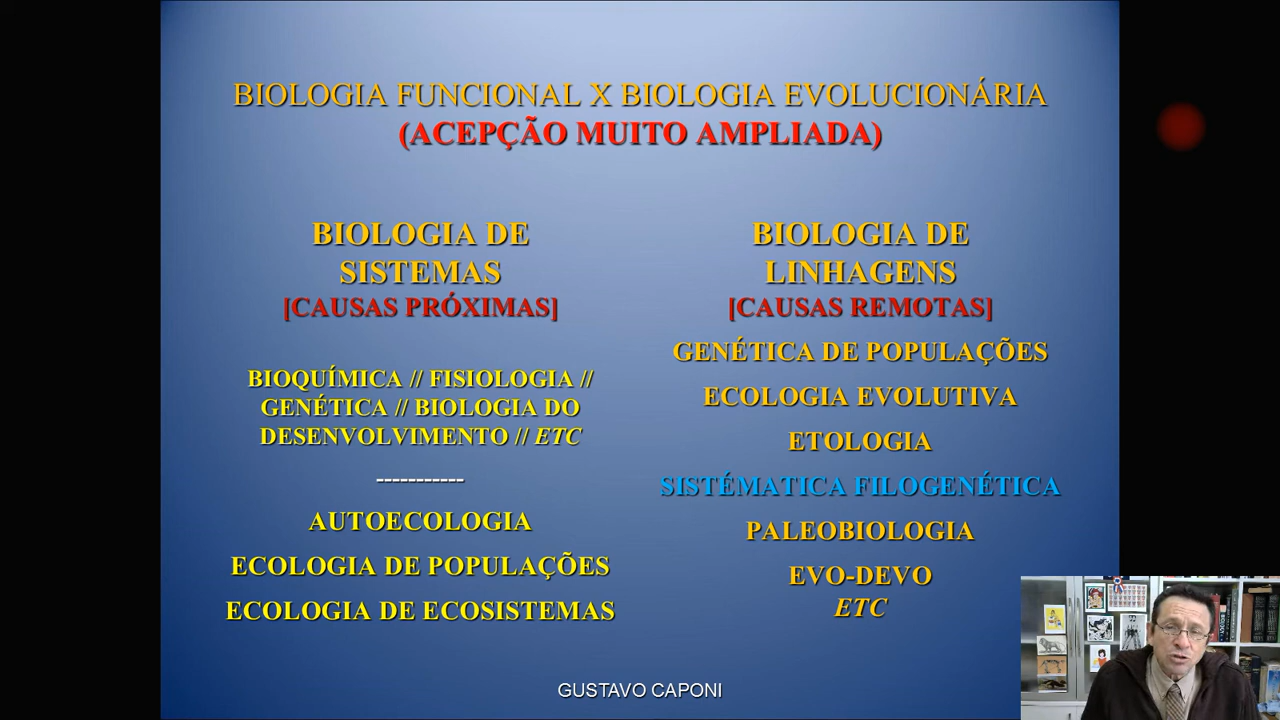 BIOLOGIA FUNCIONAL X BIOLOGIA EVOLUCIONÁRIA
(ACEPÇÃO MUITO AMPLIADA)
BIOLOGIA DE
SISTEMAS
[CAUSAS PRÓXIMAS]
BIOQUÍMICA // FISIOLOGIA //
GENÉTICA // BIOLOGIA DO
DESENVOLVIMENTO // ETC
-----------
AUTOECOLOGIA
ECOLOGIA DE POPULAÇÕES
ECOLOGIA DE ECOSISTEMAS
BIOLOGIA DE
LINHAGENS
[CAUSAS REMOTAS]
GENÉTICA DE POPULAÇÕES
ECOLOGIA EVOLUTIVA
ETOLOGIA
SISTÉMATICA FILOGENÉTICA
PALEOBIOLOGIA
EVO-DEVO
ETC
GUSTAVO CAPONI